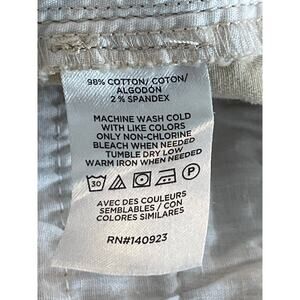 98% COTTON/ COTON/
ALGODÓN
2% SPANDEX
MACHINE WASH COLD
WITH LIKE COLORS
ONLY NON-CHLORINE
BLEACH WHEN NEEDED
TUMBLE DRY LOW
WARM IRON WHEN NEEDED
30
AVEC DES COULEURS
SEMBLABLES / CON
COLORES SIMILARES
RN#140923